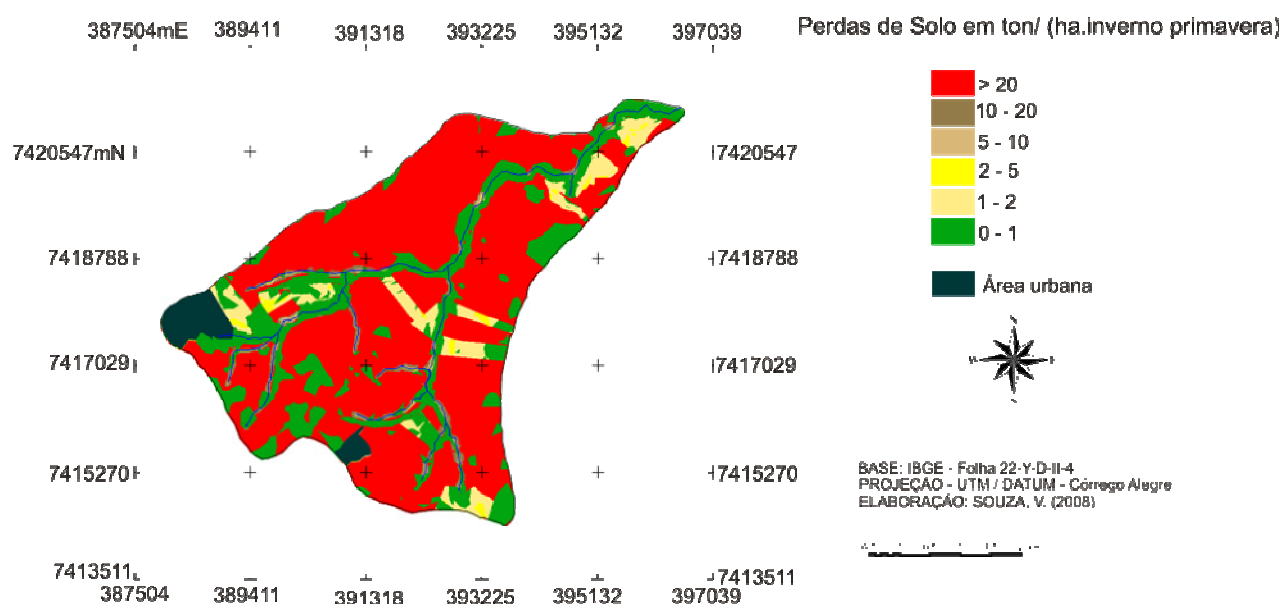 387504mE 389411 391318 393225 395132 397039
Perdas de Solo em ton/ (ha.inverno primavera)
> 20
10 - 20
5 - 10
2 - 5
1 - 2
0 - 1
Área urbana
7420547mN 7420547
7418788 7418788
7417029 7417029
7415270 7415270
7413511 7413511
387504 389411 391318 393225 395132 397039
BASE: IBGE - Folha 22-Y-D-II-4
PROJEÇÃO - UTM / DATUM - Córrego Alegre
ELABORAÇÃO: SOUZA, V. (2008)